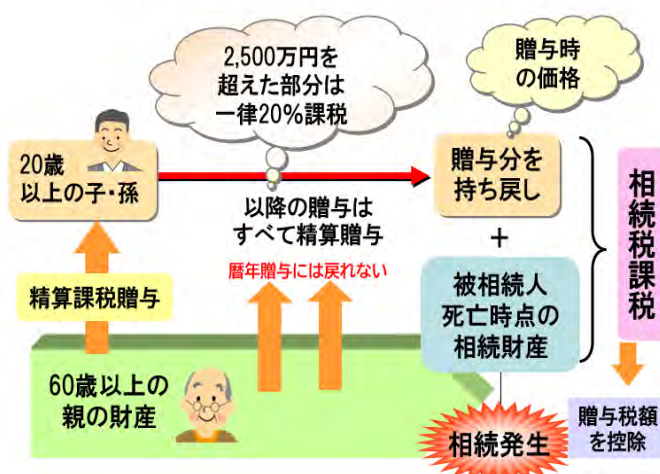 2,500万円を
超えた部分は
一律20%課税
贈与時
の価格
20歳
以上の子・孫
贈与分を
持ち戻し
以降の贈与は
すべて精算贈与
暦年贈与には戻れない
+
精算課税贈与
被相続人
死亡時点の
相続財産
相続税課税
60歳以上の
親の財産
相続発生
贈与税額
を控除